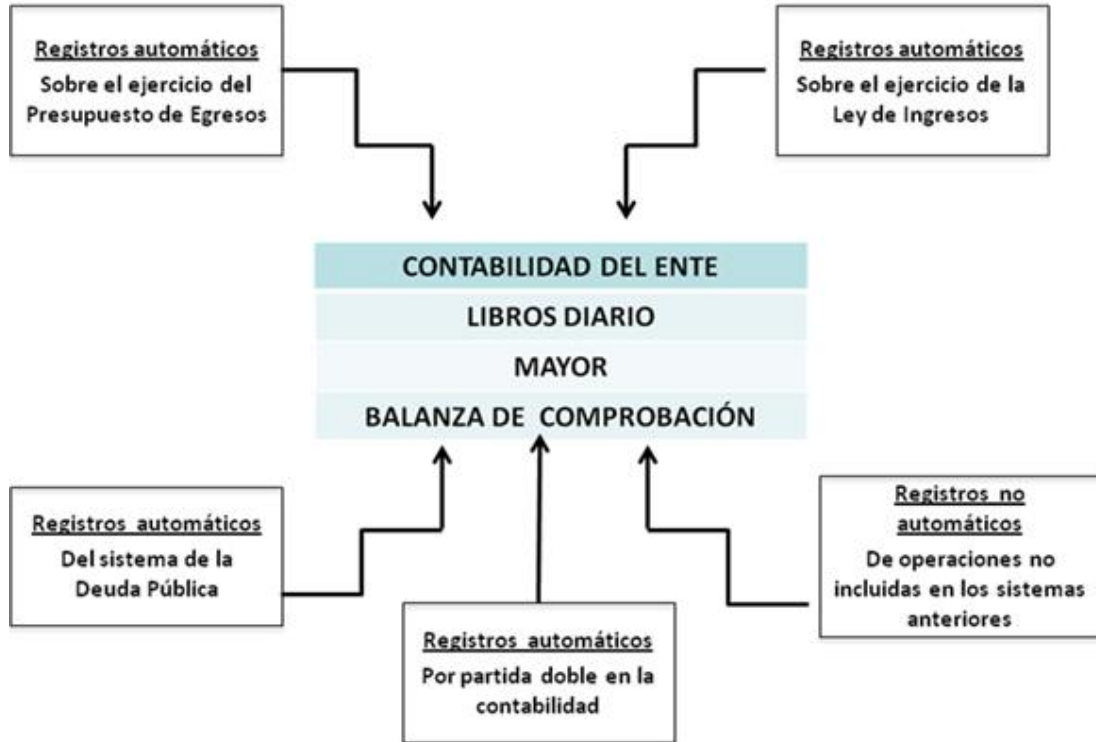 Registros automáticos
Sobre el ejercicio del
Presupuesto de Egresos
Registros automáticos
Sobre el ejercicio de la
Ley de Ingresos
CONTABILIDAD DEL ENTE
LIBROS DIARIO
MAYOR
BALANZA DE COMPROBACIÓN
Registros automáticos
Del sistema de la
Deuda Pública
Registros automáticos
Por partida doble en la
contabilidad
Registros no
automáticos
De operaciones no
incluidas en los sistemas
anteriores